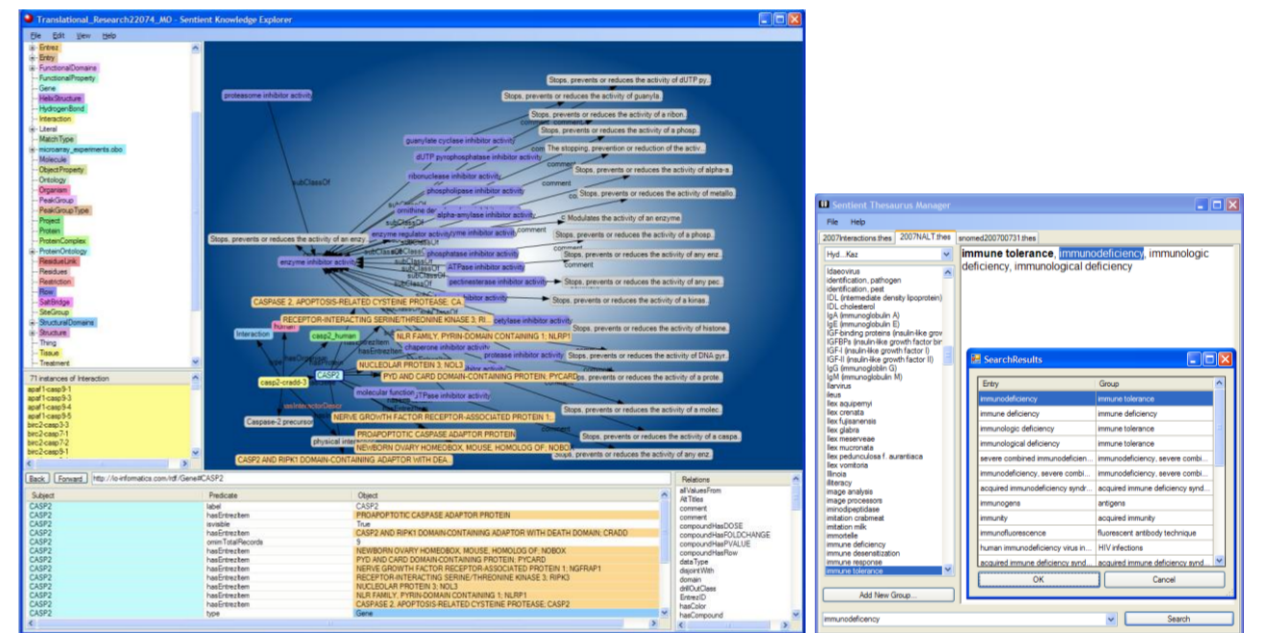 Translational_Research22074_MD - Sentient Knowledge Explorer
File Edit View Help
Entrez
Entry
FunctionalDomains
FunctionalProperty
Gene
HelixStructure
HydrogenBond
Interaction
Literal
MatchType
microarray_experiments.obo
Molecule
ObjectProperty
Ontology
Organism
PeakGroup
PeakGroupType
Project
Protein
ProteinComplex
ProteinOntology
ResidueLink
Residues
Restriction
Row
SaltBridge
SiteGroup
StructuralDomains
Structure
Thing
Tissue
Treatment
71 instances of Interaction
apaf1-casp9-1
apaf1-casp9-3
apaf1-casp9-4
apaf1-casp9-5
birc2-casp3-3
birc2-casp7-1
birc2-casp7-2
birc2-casp9-1
Stops, prevents or reduces the activity of dUTP py..
proteasome inhibitor activity
Stops, prevents or reduces the activity of guanyla.
Stops, prevents or reduces the activity of a ribon.
Stops, prevents or reduces the activity of a phosp.
guanylate cyclase inhibitor activity
The stopping, prevention or reduction of the activ..
dUTP pyrophosphatase inhibitor activity
comment
Stops, prevents or reduces the activity of alpha-s.
ribonuclease inhibitor activity
subClassOf
comment
phospholipase inhibitor activity
Stops, prevents or reduces the activity of metallo.
alpha-amylase inhibitor activity
Modulates the activity of an enzyme.
enzyme regulator activity
comment
Stops, prevents or reduces the activity of a phosp.
Stops, prevents or reduces the activity of an enzy.
phosphatase inhibitor activity
Stops, prevents or reduces the activity of any enz.
enzyme inhibitor activity
ATPase inhibitor activity
comment
pectinesterase inhibitor activity
Stops, prevents or reduces the activity of any pec.
Stops, prevents or reduces the activity of a kinas.
CASPASE 2, APOPTOSIS-RELATED CYSTEINE PROTEASE; CA
RECEPTOR-INTERACTING SERINE/THREONINE KINASE 3; RI...
Stops, prevents or reduces the activity of histone.
Interaction
human
casp2_human
NLR FAMILY, PYRIN-DOMAIN CONTAINING 1; NLRP1
chaperone inhibitor activity
protease inhibitor activity
Stops, prevents or reduces the activity of DNA gyr.
NUCLEOLAR PROTEIN 3; NOL3
CASP2
PYD AND CARD DOMAIN-CONTAINING PROTEIN; PYCARD
casp2-cradd-3
molecular function
Stops, prevents or reduces the activity of a molec.
NERVE GROWTH FACTOR RECEPTOR-ASSOCIATED PROTEIN 1;
Caspase-2 precursor
PROAPOPTOTIC CASPASE ADAPTOR PROTEIN
Stops, prevents or reduces the activity of a caspa.
NEWBORN OVARY HOMEOBOX, MOUSE, HOMOLOG OF; NOBO
CASP2 AND RIPK1 DOMAIN-CONTAINING ADAPTOR WITH DEA.
Back Forward http://io-informatics.com/rdf/Gene#CASP2
Subject Predicate Object
CASP2 label CASP2
CASP2 hasEntrezItem PROAPOPTOTIC CASPASE ADAPTOR PROTEIN
CASP2 isvisible True
CASP2 hasEntrezItem CASP2 AND RIPK1 DOMAIN-CONTAINING ADAPTOR WITH DEATH DOMAIN; CRADD
CASP2 omimTotalRecords 9
CASP2 hasEntrezItem NEWBORN OVARY HOMEOBOX, MOUSE, HOMOLOG OF; NOBOX
CASP2 hasEntrezItem PYD AND CARD DOMAIN-CONTAINING PROTEIN; PYCARD
CASP2 hasEntrezItem NERVE GROWTH FACTOR RECEPTOR-ASSOCIATED PROTEIN 1; NGFRAP1
CASP2 hasEntrezItem RECEPTOR-INTERACTING SERINE/THREONINE KINASE 3; RIPK3
CASP2 hasEntrezItem NUCLEOLAR PROTEIN 3; NOL3
CASP2 hasEntrezItem NLR FAMILY, PYRIN-DOMAIN CONTAINING 1; NLRP1
CASP2 hasEntrezItem CASPASE 2, APOPTOSIS-RELATED CYSTEINE PROTEASE; CASP2
CASP2 type Gene
Relations
allValuesFrom
AltTitles
comment
comment
compoundHasDOSE
compoundHasFOLDCHANGE
compoundHasPVALUE
compoundHasRow
dataType
disjointWith
domain
drillOutClass
EntrezID
hasColor
hasCompound
Sentient Thesaurus Manager
File Help
2007Interactions.thes 2007NALT.thes snomed200700731.thes
Hyd...Kaz
Idaeovirus
identification, pathogen
identification, pest
IDL (intermediate density lipoprotein)
IDL cholesterol
IgA (immunoglobulin A)
IgE (immunoglobulin E)
IGF-binding proteins (insulin-like grov
IGFBPs (insulin-like growth factor bir
IGF-I (insulin-like growth factor I)
IGF-II (insulin-like growth factor II)
IgG (immunogloblin G)
IgM (immunoglobulin M)
Ilarvirus
ileus
Ilex aquipernyi
Ilex crenata
Ilex fujisanensis
Ilex glabra
Ilex meserveae
Ilex mucronata
Ilex pedunculosa f. aurentiaca
Ilex vomitoria
Illinois
illiteracy
image analysis
image processors
iminodipeptidase
imitation crabmeat
imitation milk
immortelle
immune deficiency
immune desensitization
immune response
immune tolerance
Add New Group...
immune tolerance, immunodeficiency, immunologic
deficiency, immunological deficiency
SearchResults
Entry Group
immunodeficiency immune tolerance
immune deficiency immune deficiency
immunologic deficiency immune tolerance
immunological deficiency immune tolerance
severe combined immunodeficien... immunodeficiency, severe combi...
immunodeficiency, severe combi... immunodeficiency, severe combi...
acquired immunodeficiency syndr... acquired immune deficiency synd...
immunogens antigens
immunity acquired immunity
immunofluorescence fluorescent antibody technique
human immunodeficiency virus in... HIV infections
acquired immune deficiency synd... acquired immune deficiency synd...
OK Cancel
immunodeficiency Search